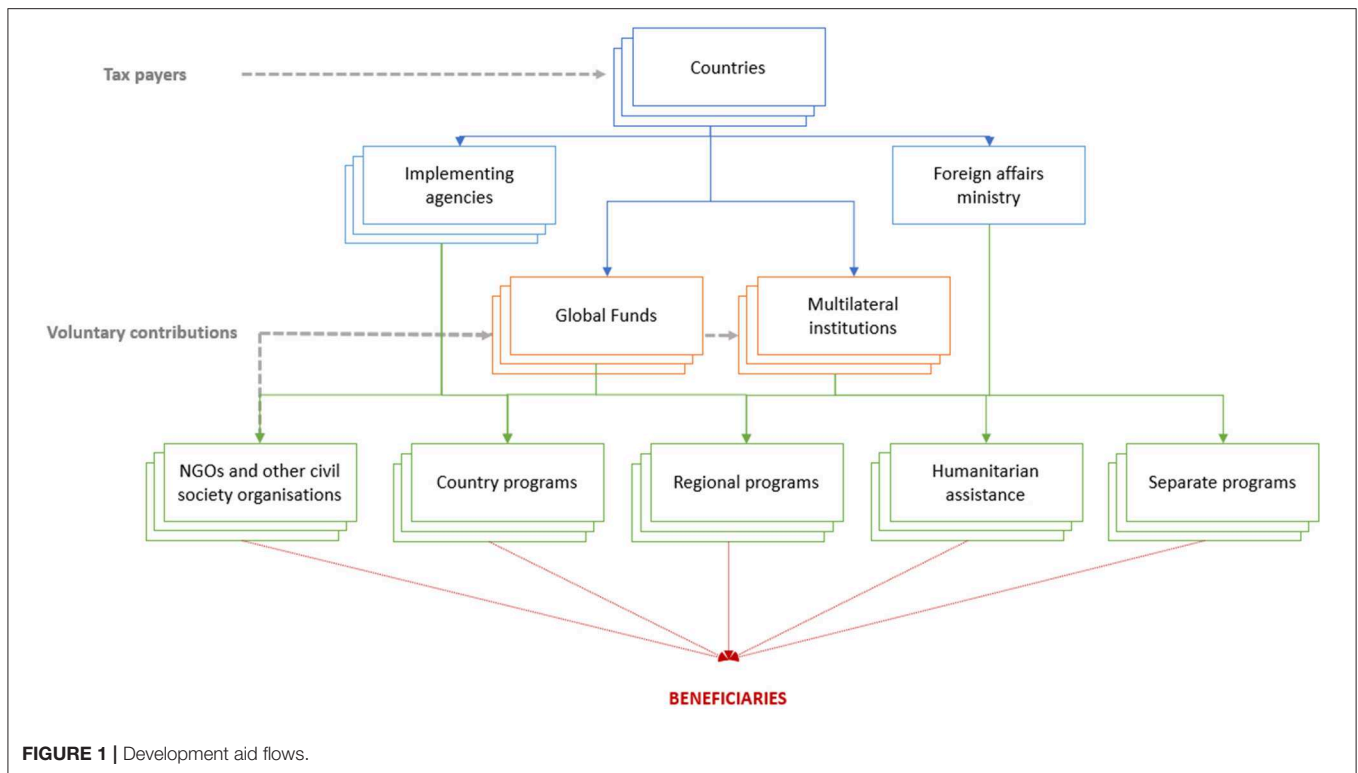 Tax payers
Countries
Implementing
agencies
Foreign affairs
ministry
Voluntary contributions
Global Funds
Multilateral
institutions
NGOs and other civil
society organisations
Country programs
Regional programs
Humanitarian
assistance
Separate programs
BENEFICIARIES
FIGURE 1 | Development aid flows.